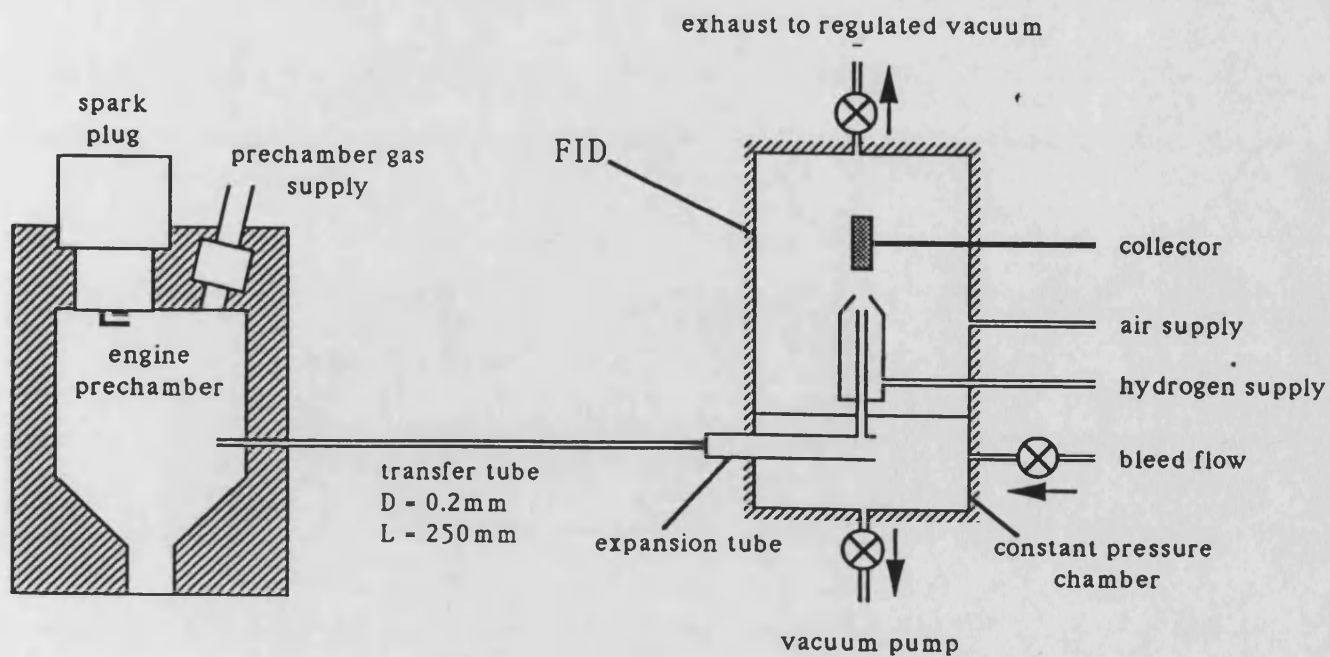 exhaust to regulated vacuum
spark
plug
prechamber gas
supply
FID
collector
engine
prechamber
air supply
hydrogen supply
transfer tube
D = 0.2mm
L = 250mm
bleed flow
expansion tube
constant pressure
chamber
vacuum pump